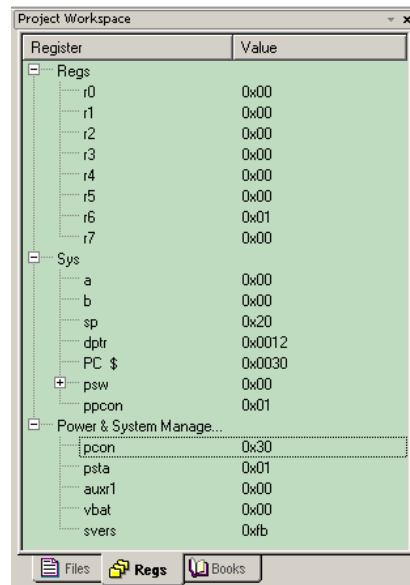 Project Workspace
Register Value
Regs
r0 0x00
r1 0x00
r2 0x00
r3 0x00
r4 0x00
r5 0x00
r6 0x01
r7 0x00
Sys
a 0x00
b 0x00
sp 0x20
dptr 0x0012
PC $ 0x0030
psw 0x00
ppcon 0x01
Power & System Manage...
pcon 0x30
psta 0x01
auxr1 0x00
vbat 0x00
svers 0xfb
Files Regs Books